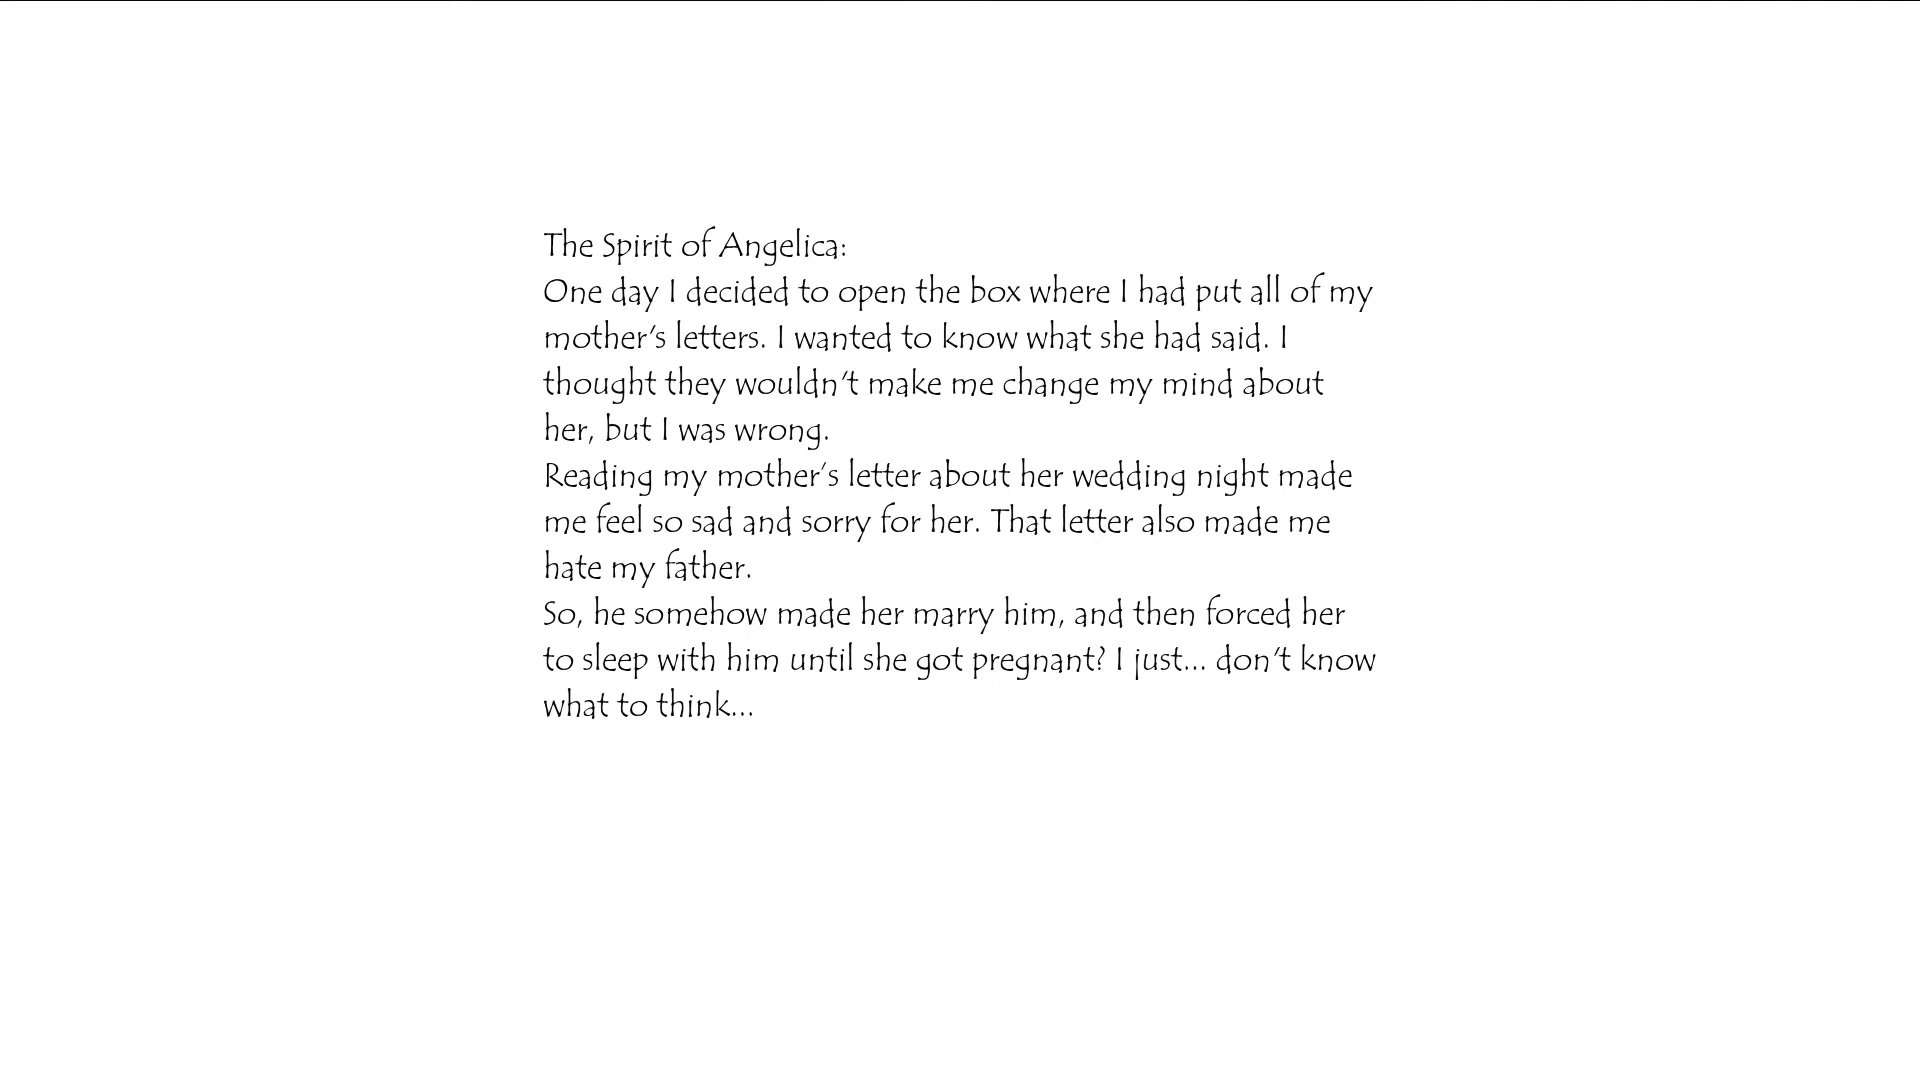 The Spirit of Angelica:
One day I decided to open the box where I had put all of my
mother's letters. I wanted to know what she had said. I
thought they wouldn't make me change my mind about
her, but I was wrong.
Reading my mother's letter about her wedding night made
me feel so sad and sorry for her. That letter also made me
hate my father.
So, he somehow made her marry him, and then forced her
to sleep with him until she got pregnant? I just... don't know
what to think...